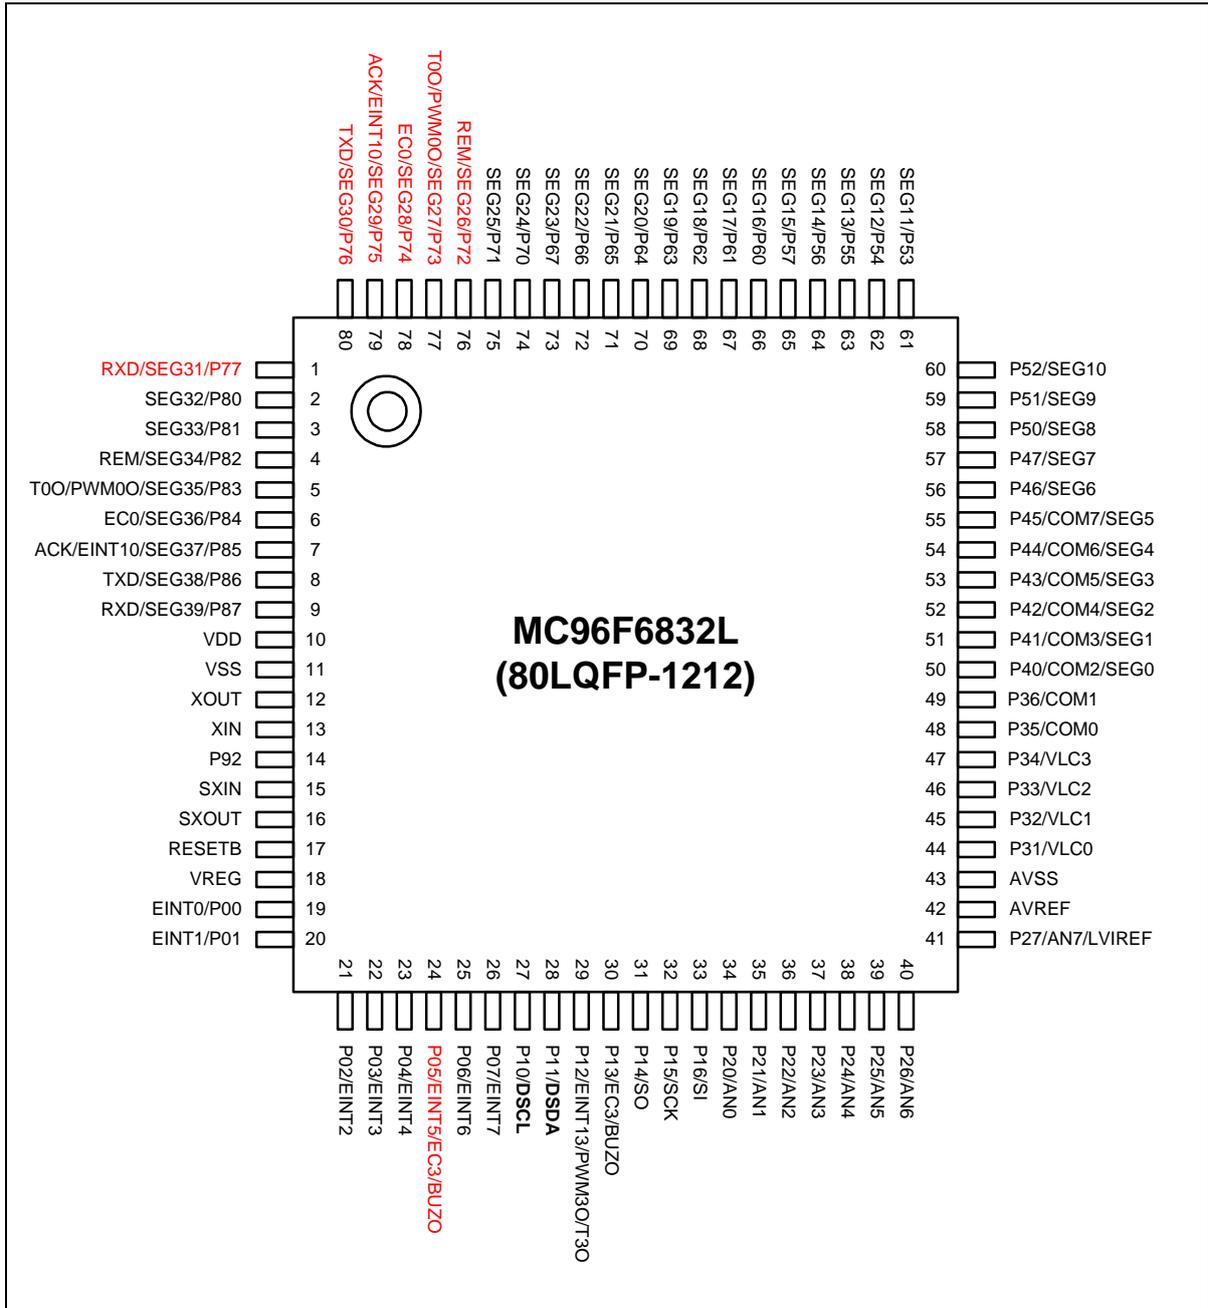 TXD/SEG30/P76
ACK/EINT10/SEG29/P75
EC0/SEG28/P74
T0O/PWM0O/SEG27/P73
REM/SEG26/P72
SEG25/P71
SEG24/P70
SEG23/P67
SEG22/P66
SEG21/P65
SEG20/P64
SEG19/P63
SEG18/P62
SEG17/P61
SEG16/P60
SEG15/P57
SEG14/P56
SEG13/P55
SEG12/P54
SEG11/P53
80
79
78
77
76
75
74
73
72
71
70
69
68
67
66
65
64
63
62
61
RXD/SEG31/P77 1
SEG32/P80 2
SEG33/P81 3
REM/SEG34/P82 4
T0O/PWM0O/SEG35/P83 5
EC0/SEG36/P84 6
ACK/EINT10/SEG37/P85 7
TXD/SEG38/P86 8
RXD/SEG39/P87 9
VDD 10
VSS 11
XOUT 12
XIN 13
P92 14
SXIN 15
SXOUT 16
RESETB 17
VREG 18
EINT0/P00 19
EINT1/P01 20
MC96F6832L
(80LQFP-1212)
60 P52/SEG10
59 P51/SEG9
58 P50/SEG8
57 P47/SEG7
56 P46/SEG6
55 P45/COM7/SEG5
54 P44/COM6/SEG4
53 P43/COM5/SEG3
52 P42/COM4/SEG2
51 P41/COM3/SEG1
50 P40/COM2/SEG0
49 P36/COM1
48 P35/COM0
47 P34/VLC3
46 P33/VLC2
45 P32/VLC1
44 P31/VLC0
43 AVSS
42 AVREF
41 P27/AN7/LVIREF
21
22
23
24
25
26
27
28
29
30
31
32
33
34
35
36
37
38
39
40
P02/EINT2
P03/EINT3
P04/EINT4
P05/EINT5/EC3/BUZO
P06/EINT6
P07/EINT7
P10/DSCL
P11/DSDA
P12/EINT13/PWM3O/T3O
P13/EC3/BUZO
P14/SO
P15/SCK
P16/SI
P20/AN0
P21/AN1
P22/AN2
P23/AN3
P24/AN4
P25/AN5
P26/AN6